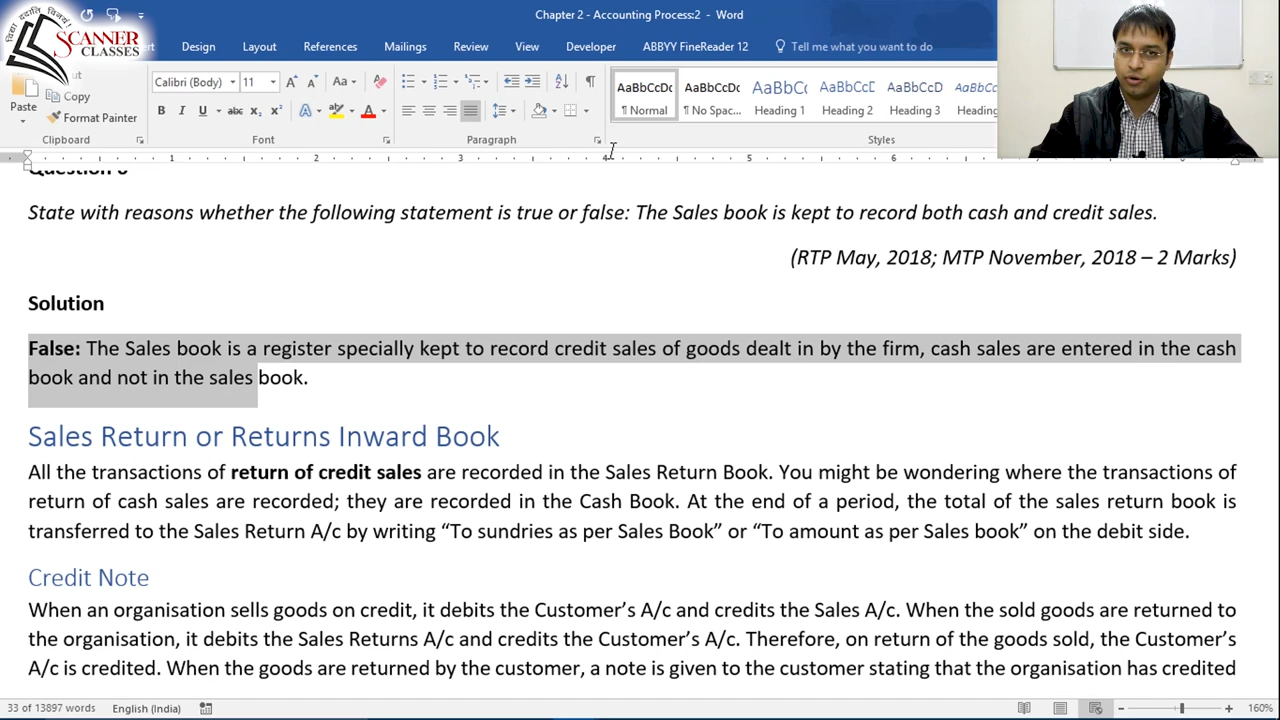 Chapter 2 - Accounting Process:2 - Word
SCANNER
CLASSES
Design Layout References Mailings Review View Developer ABBYY FineReader 12 Tell me what you want to do
Paste
Copy
Format Painter
Clipboard
Calibri (Body) 11
Font
Paragraph
AaBbCcDc AaBbCcDc AaBbCc AaBbCcD AaBbCcD
¶ Normal ¶ No Spac... Heading 1 Heading 2 Heading 3 Heading
Styles
1 2 3 4 5 6
State with reasons whether the following statement is true or false: The Sales book is kept to record both cash and credit sales.
(RTP May, 2018; MTP November, 2018 – 2 Marks)
Solution
False: The Sales book is a register specially kept to record credit sales of goods dealt in by the firm, cash sales are entered in the cash
book and not in the sales book.
Sales Return or Returns Inward Book
All the transactions of return of credit sales are recorded in the Sales Return Book. You might be wondering where the transactions of
return of cash sales are recorded; they are recorded in the Cash Book. At the end of a period, the total of the sales return book is
transferred to the Sales Return A/c by writing “To sundries as per Sales Book” or “To amount as per Sales book” on the debit side.
Credit Note
When an organisation sells goods on credit, it debits the Customer’s A/c and credits the Sales A/c. When the sold goods are returned to
the organisation, it debits the Sales Returns A/c and credits the Customer’s A/c. Therefore, on return of the goods sold, the Customer’s
A/c is credited. When the goods are returned by the customer, a note is given to the customer stating that the organisation has credited
33 of 13897 words English (India) 160%